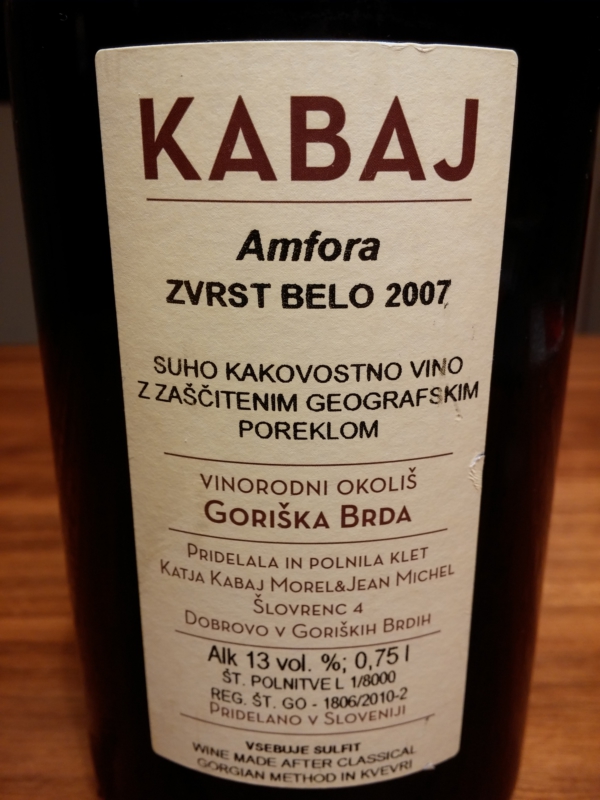 KABAJ
Amfora
ZVRST BELO 2007
SUHO KAKOVOSTNO VINO
Z ZAŠČITENIM GEOGRAFSKIM
POREKLOM
VINORODNI OKOLIŠ
GORIŠKA BRDA
PRIDELALA IN POLNILA KLET
KATJA KABAJ MOREL&JEAN MICHEL
ŠLOVRENC 4
DOBROVO V GORIŠKIH BRDIH
Alk 13 vol. %; 0,75 l
ŠT. POLNITVE L 1/8000
REG. ŠT. GO - 1806/2010-2
PRIDELANO V SLOVENIJI
VSEBUJE SULFIT
WINE MADE AFTER CLASSICAL
GORGIAN METHOD IN KVEVRI